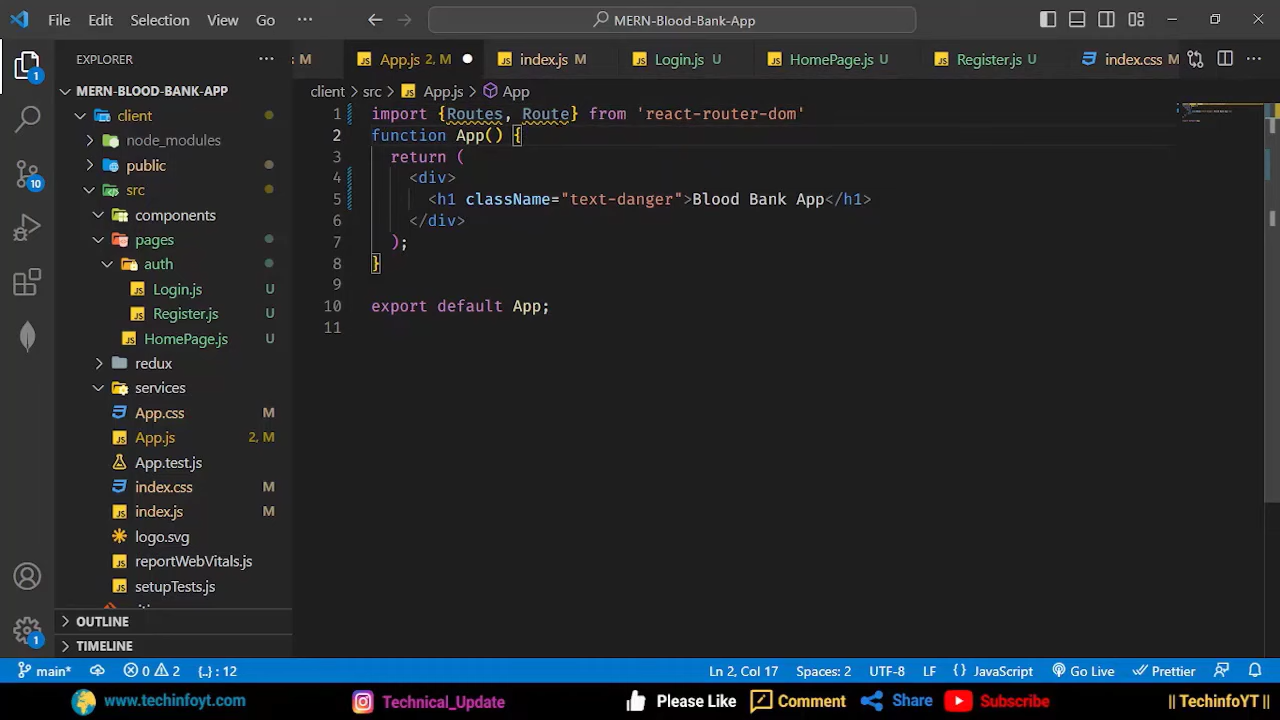 File Edit Selection View Go ··· MERN-Blood-Bank-App
EXPLORER ···
M App.js 2, M index.js M Login.js U HomePage.js U Register.js U index.css M ···
MERN-BLOOD-BANK-APP
client > src > App.js > App
client
node_modules
public
src
components
pages
auth
Login.js U
Register.js U
HomePage.js U
redux
services
App.css M
App.js 2, M
App.test.js
index.css M
index.js M
logo.svg
reportWebVitals.js
setupTests.js
OUTLINE
TIMELINE
1
10
1
1 import {Routes, Route} from 'react-router-dom'
2 function App() {
3 return (
4 <div>
5 <h1 className="text-danger">Blood Bank App</h1>
6 </div>
7 );
8 }
9
10 export default App;
11
main* 0 2 {..} : 12 Ln 2, Col 17 Spaces: 2 UTF-8 LF {} JavaScript Go Live Prettier
www.techinfoyt.com Technical_Update Please Like Comment Share Subscribe || TechinfoYT ||